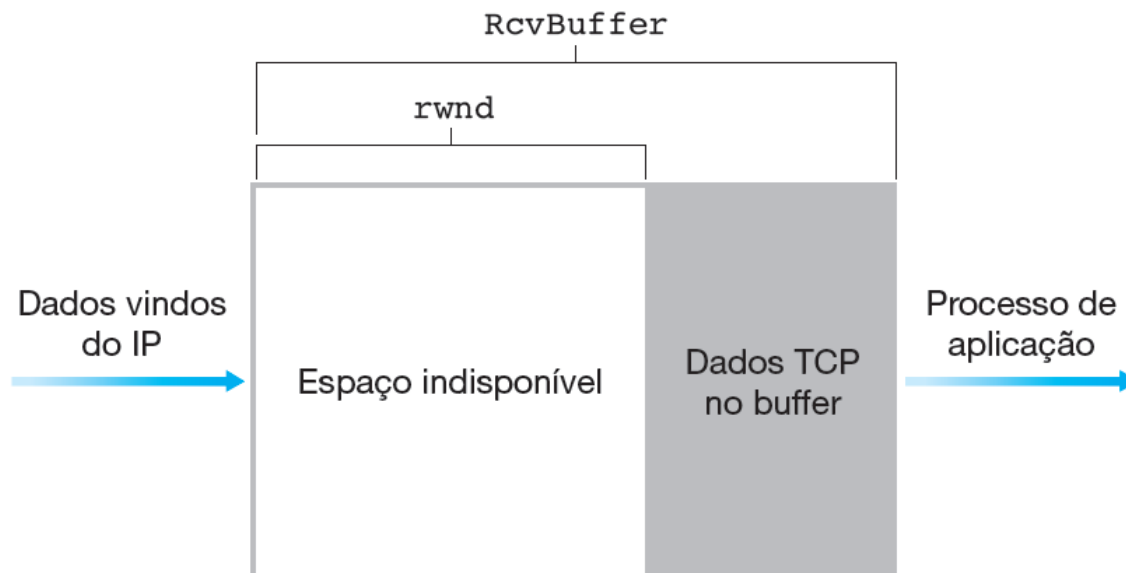 RcvBuffer
rwnd
Dados vindos
do IP
Espaço indisponível
Dados TCP
no buffer
Processo de
aplicação